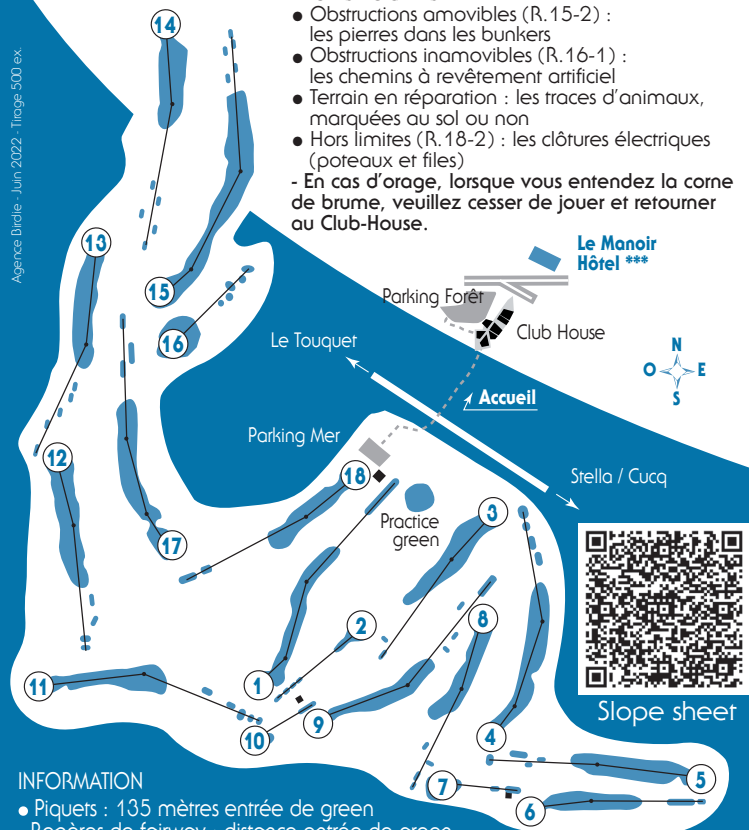 ● Obstructions amovibles (R.15-2) :
les pierres dans les bunkers
● Obstructions inamovibles (R.16-1) :
les chemins à revêtement artificiel
● Terrain en réparation : les traces d'animaux,
marquées au sol ou non
● Hors limites (R.18-2) : les clôtures électriques
(poteaux et files)
- En cas d'orage, lorsque vous entendez la corne
de brume, veuillez cesser de jouer et retourner
au Club-House.
Agence Birdie - Juin 2022 - Tirage 500 ex.
14
13
15
16
Le Manoir
Hôtel ***
Parking Forêt
Club House
Le Touquet
Accueil
N
O
E
S
Parking Mer
Stella / Cucq
12
18
17
Practice
green
3
2
8
1
11
9
10
4
Slope sheet
7
5
6
INFORMATION
● Piquets : 135 mètres entrée de green